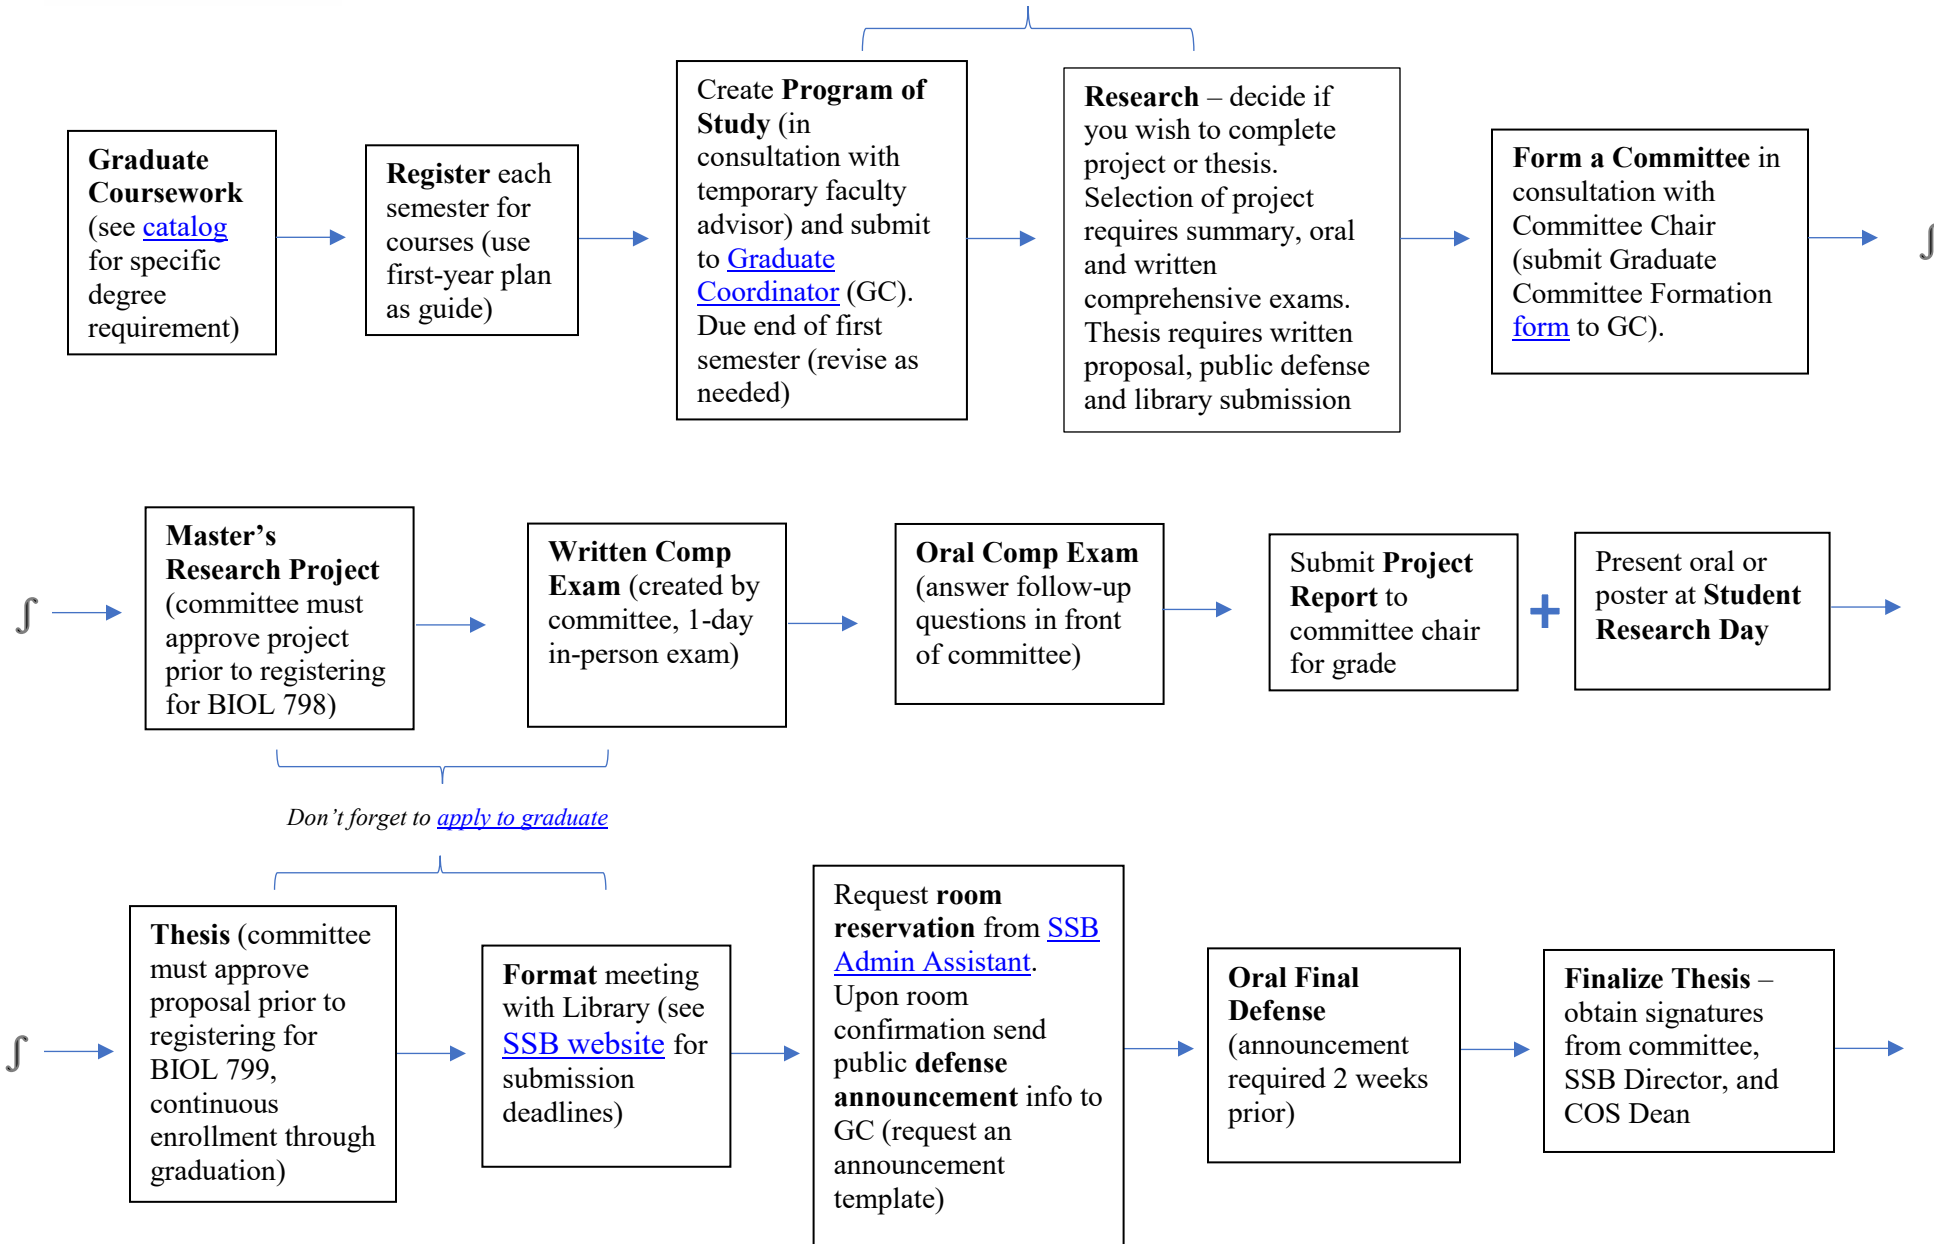 Graduate
Coursework
(see catalog
for specific
degree
requirement)
Register each
semester for
courses (use
first-year plan
as guide)
Create Program of
Study (in
consultation with
temporary faculty
advisor) and submit
to Graduate
Coordinator (GC).
Due end of first
semester (revise as
needed)
Research – decide if
you wish to complete
project or thesis.
Selection of project
requires summary, oral
and written
comprehensive exams.
Thesis requires written
proposal, public defense
and library submission
Form a Committee in
consultation with
Committee Chair
(submit Graduate
Committee Formation
form to GC).
∫
∫
Master’s
Research Project
(committee must
approve project
prior to registering
for BIOL 798)
Written Comp
Exam (created by
committee, 1-day
in-person exam)
Oral Comp Exam
(answer follow-up
questions in front
of committee)
Submit Project
Report to
committee chair
for grade
+
Present oral or
poster at Student
Research Day
Don’t forget to apply to graduate
∫
Thesis (committee
must approve
proposal prior to
registering for
BIOL 799,
continuous
enrollment through
graduation)
Format meeting
with Library (see
SSB website for
submission
deadlines)
Request room
reservation from SSB
Admin Assistant.
Upon room
confirmation send
public defense
announcement info to
GC (request an
announcement
template)
Oral Final
Defense
(announcement
required 2 weeks
prior)
Finalize Thesis –
obtain signatures
from committee,
SSB Director, and
COS Dean